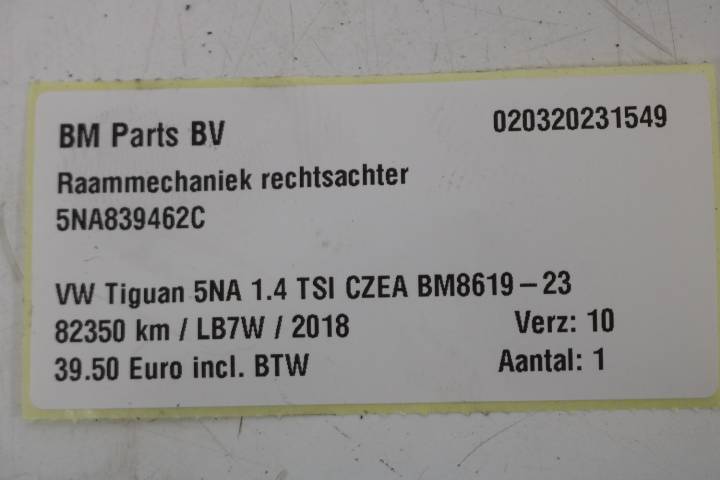 BM Parts BV 020320231549
Raammechaniek rechtsachter
5NA839462C
VW Tiguan 5NA 1.4 TSI CZEA BM8619-23
82350 km / LB7W / 2018 Verz: 10
39.50 Euro incl. BTW Aantal: 1